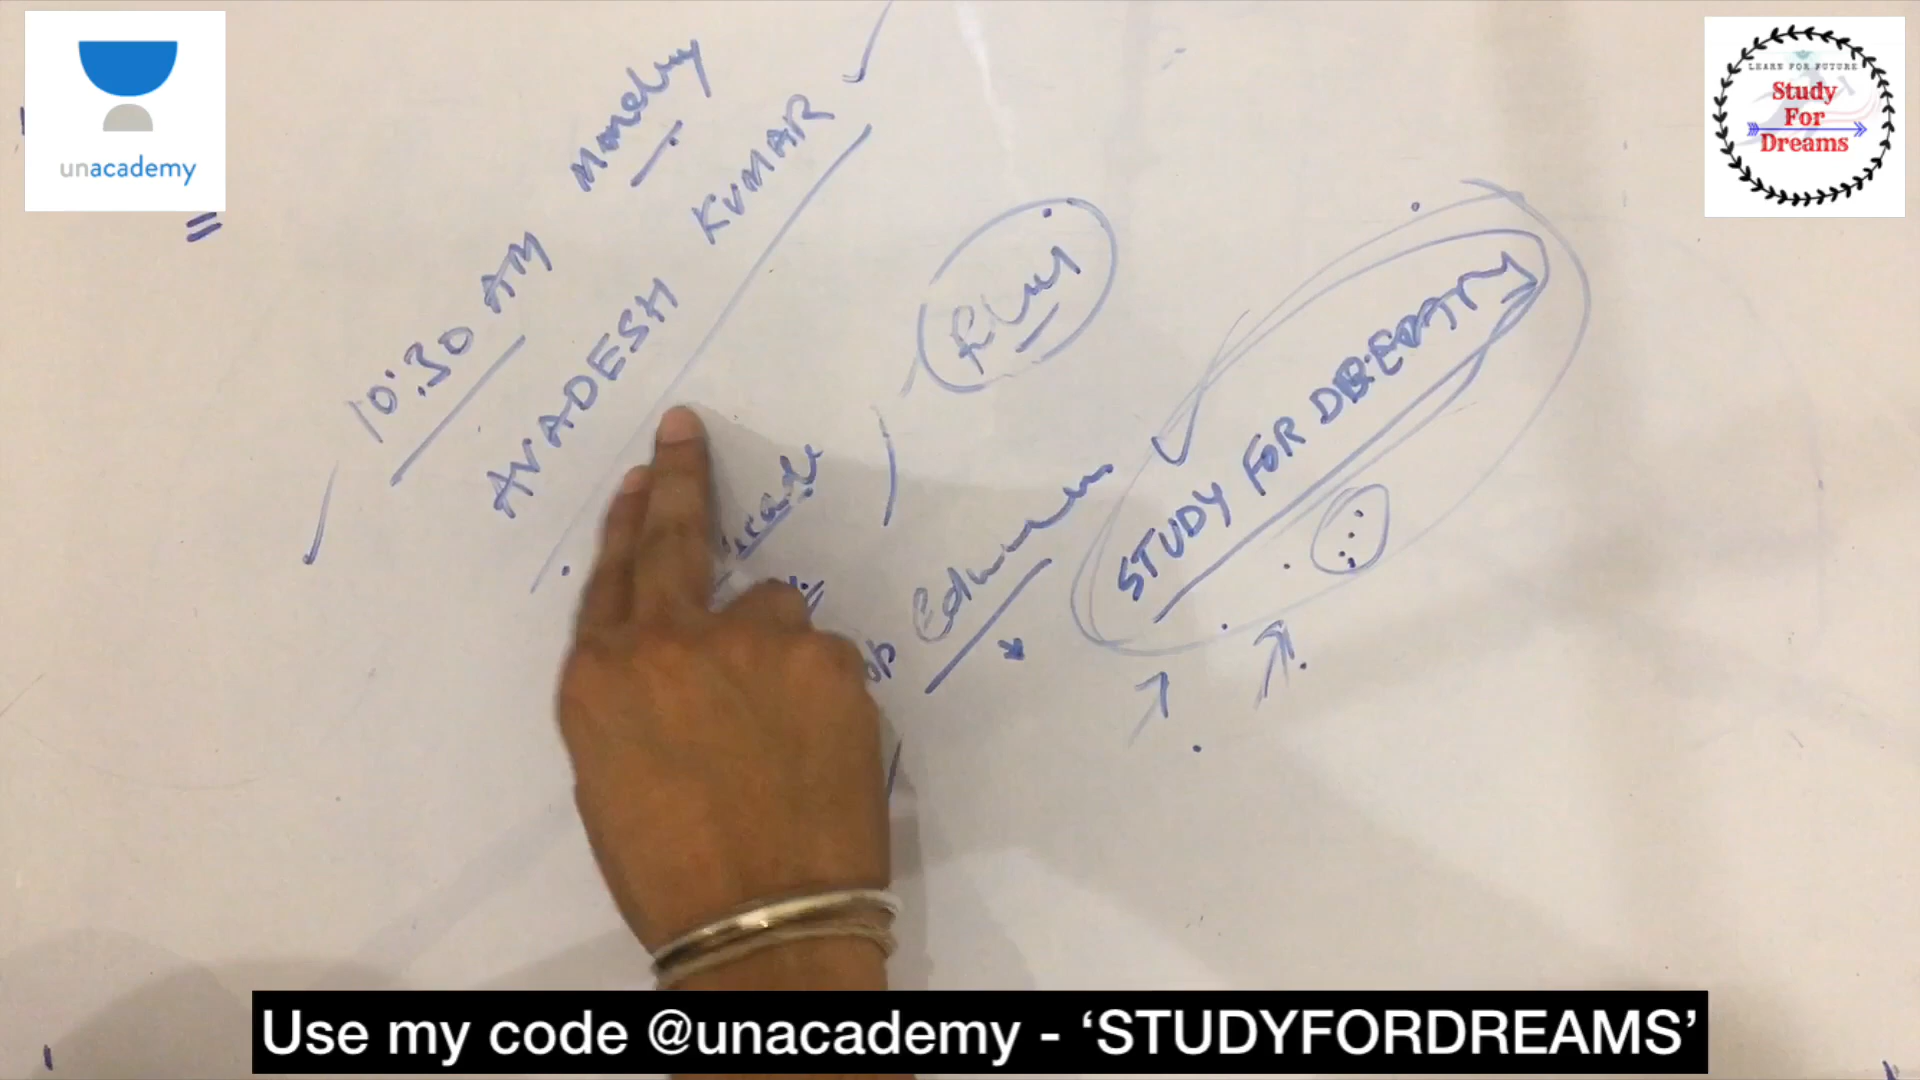 unacademy
LEARN FOR FUTURE
Study
For
Dreams
10:30 AM Monday
AVADESH KUMAR
STUDY FOR DREAM
Use my code @unacademy - ‘STUDYFORDREAMS’